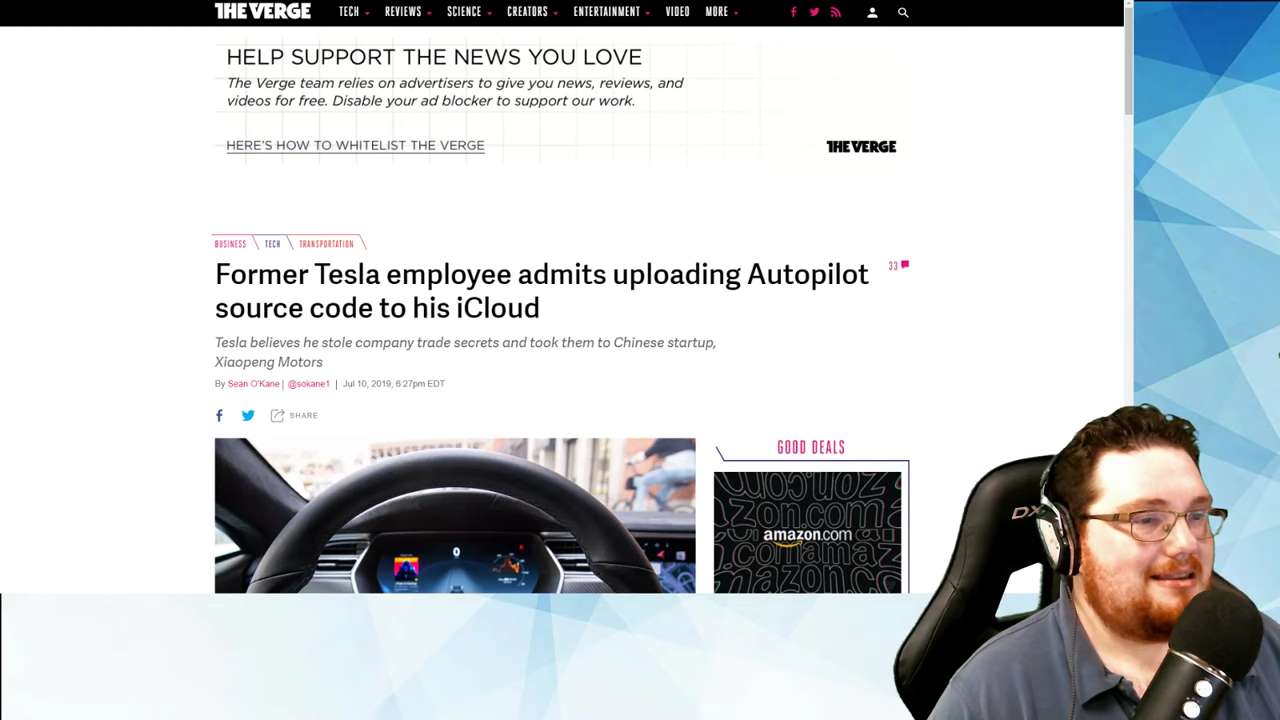 THE VERGE
TECH REVIEWS SCIENCE CREATORS ENTERTAINMENT VIDEO MORE
HELP SUPPORT THE NEWS YOU LOVE
The Verge team relies on advertisers to give you news, reviews, and
videos for free. Disable your ad blocker to support our work.
HERE'S HOW TO WHITELIST THE VERGE
THE VERGE
BUSINESS TECH TRANSPORTATION
Former Tesla employee admits uploading Autopilot
source code to his iCloud
33
Tesla believes he stole company trade secrets and took them to Chinese startup,
Xiaopeng Motors
By Sean O'Kane | @sokane1 | Jul 10, 2019, 6:27pm EDT
SHARE
GOOD DEALS
amazon.com
0
DX